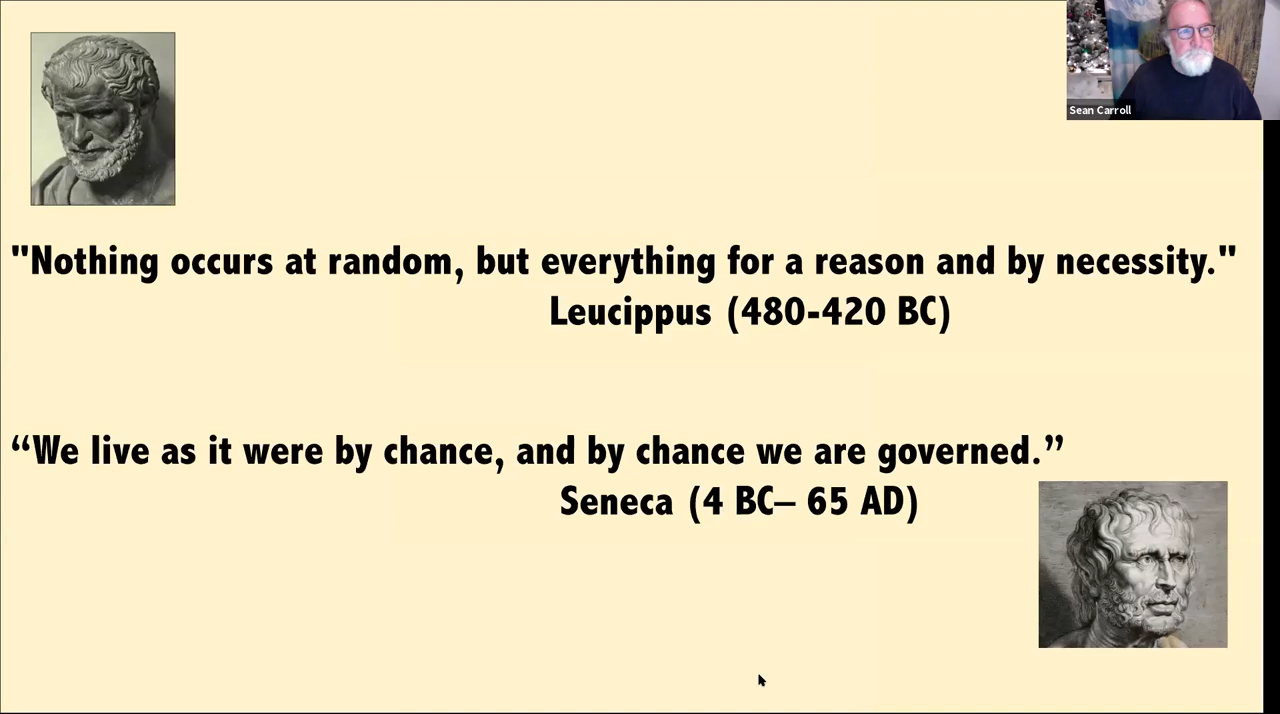 Sean Carroll
"Nothing occurs at random, but everything for a reason and by necessity."
Leucippus (480-420 BC)
“We live as it were by chance, and by chance we are governed.”
Seneca (4 BC– 65 AD)